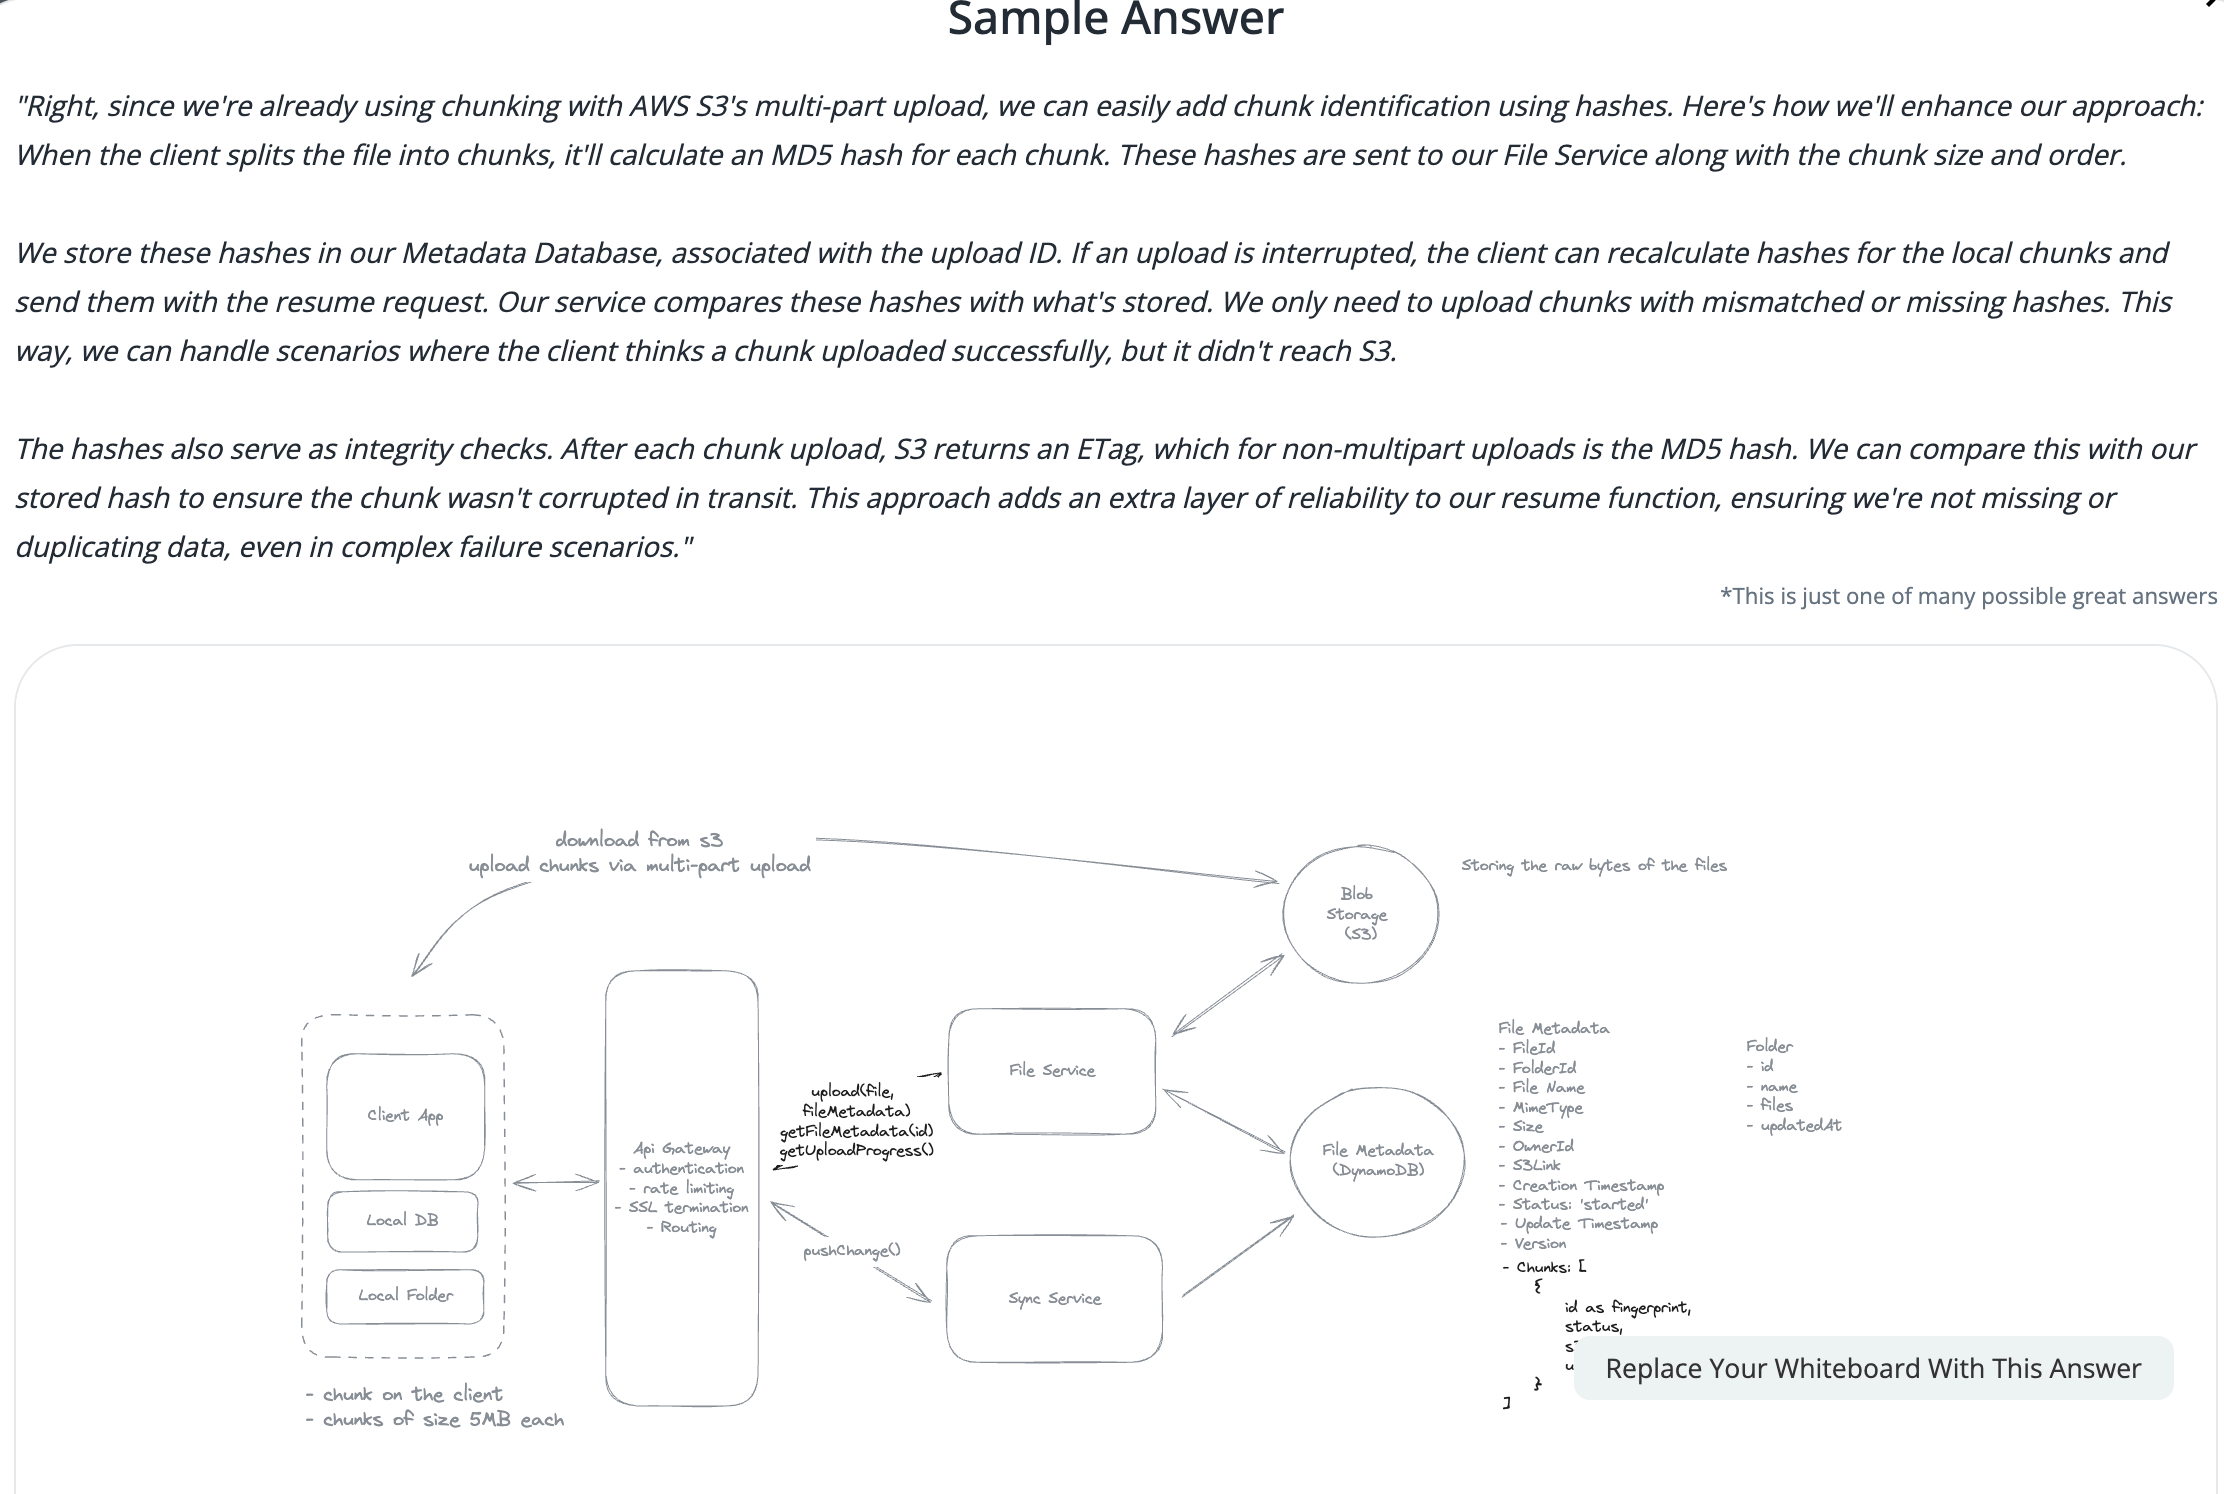 Sample Answer
"Right, since we're already using chunking with AWS S3's multi-part upload, we can easily add chunk identification using hashes. Here's how we'll enhance our approach:
When the client splits the file into chunks, it'll calculate an MD5 hash for each chunk. These hashes are sent to our File Service along with the chunk size and order.
We store these hashes in our Metadata Database, associated with the upload ID. If an upload is interrupted, the client can recalculate hashes for the local chunks and
send them with the resume request. Our service compares these hashes with what's stored. We only need to upload chunks with mismatched or missing hashes. This
way, we can handle scenarios where the client thinks a chunk uploaded successfully, but it didn't reach S3.
The hashes also serve as integrity checks. After each chunk upload, S3 returns an ETag, which for non-multipart uploads is the MD5 hash. We can compare this with our
stored hash to ensure the chunk wasn't corrupted in transit. This approach adds an extra layer of reliability to our resume function, ensuring we're not missing or
duplicating data, even in complex failure scenarios."
*This is just one of many possible great answers
download from s3
upload chunks via multi-part upload
Blob
Storage
(S3)
Storing the raw bytes of the files
Client App
Local DB
Local Folder
- chunk on the client
- chunks of size 5MB each
Api Gateway
- authentication
- rate limiting
- SSL termination
- Routing
upload(file,
fileMetadata)
getFileMetadata(id)
getUploadProgress()
pushChange()
File Service
Sync Service
File Metadata
(DynamoDB)
File Metadata
- FileId
- FolderId
- File Name
- MimeType
- Size
- OwnerId
- S3Link
- Creation Timestamp
- Status: 'started'
- Update Timestamp
- Version
- Chunks: [
{
id as fingerprint,
status,
}
]
Folder
- id
- name
- files
- updatedAt
Replace Your Whiteboard With This Answer